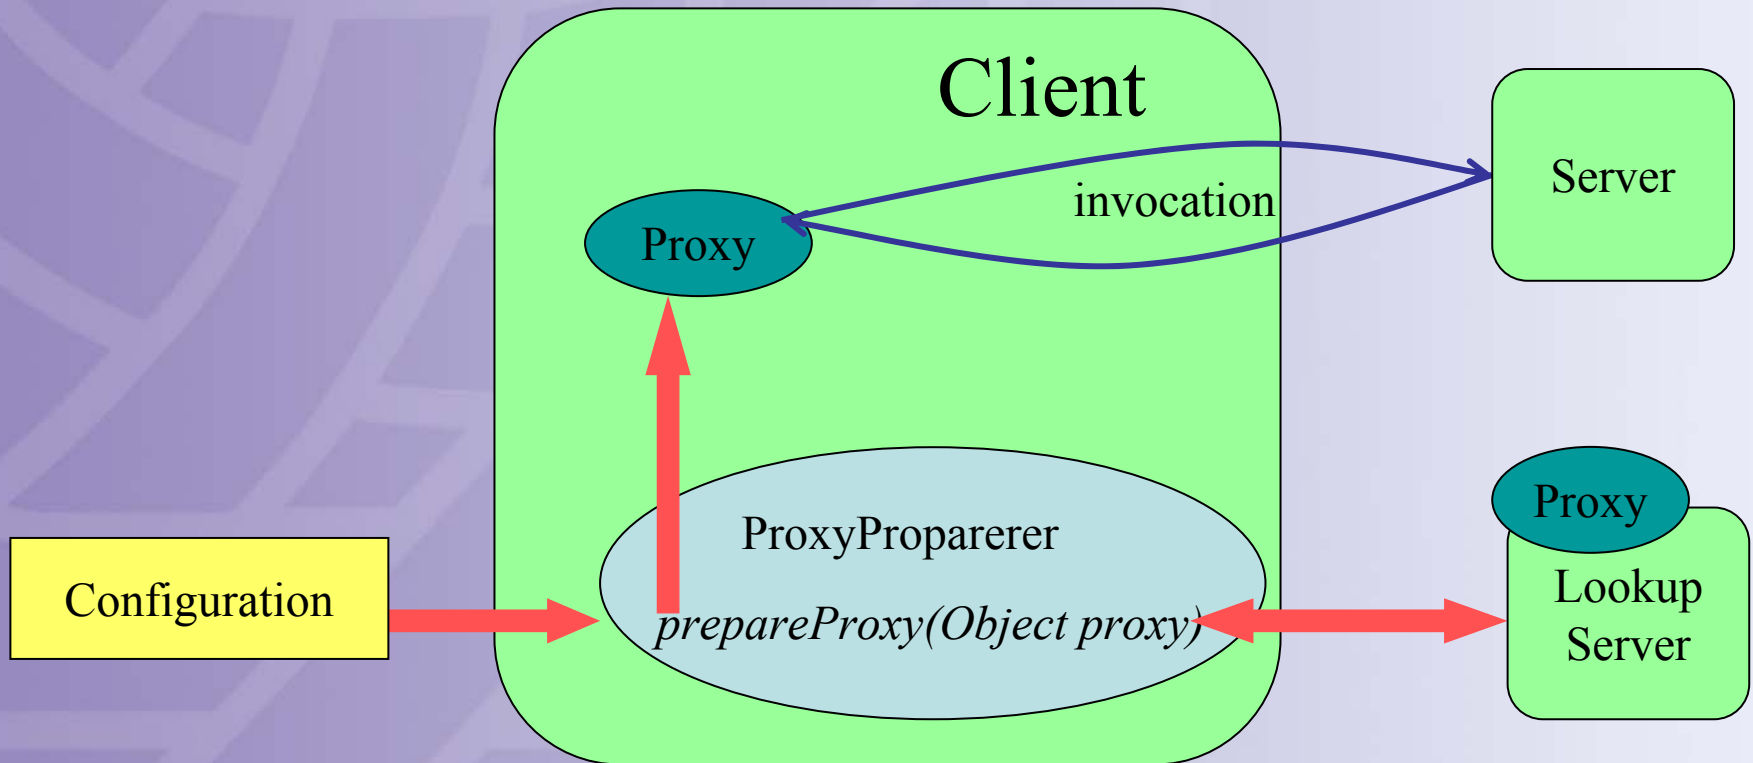 Client
Server
invocation
Proxy
Proxy
ProxyProparerer
Configuration
prepareProxy(Object proxy)
Lookup
Server